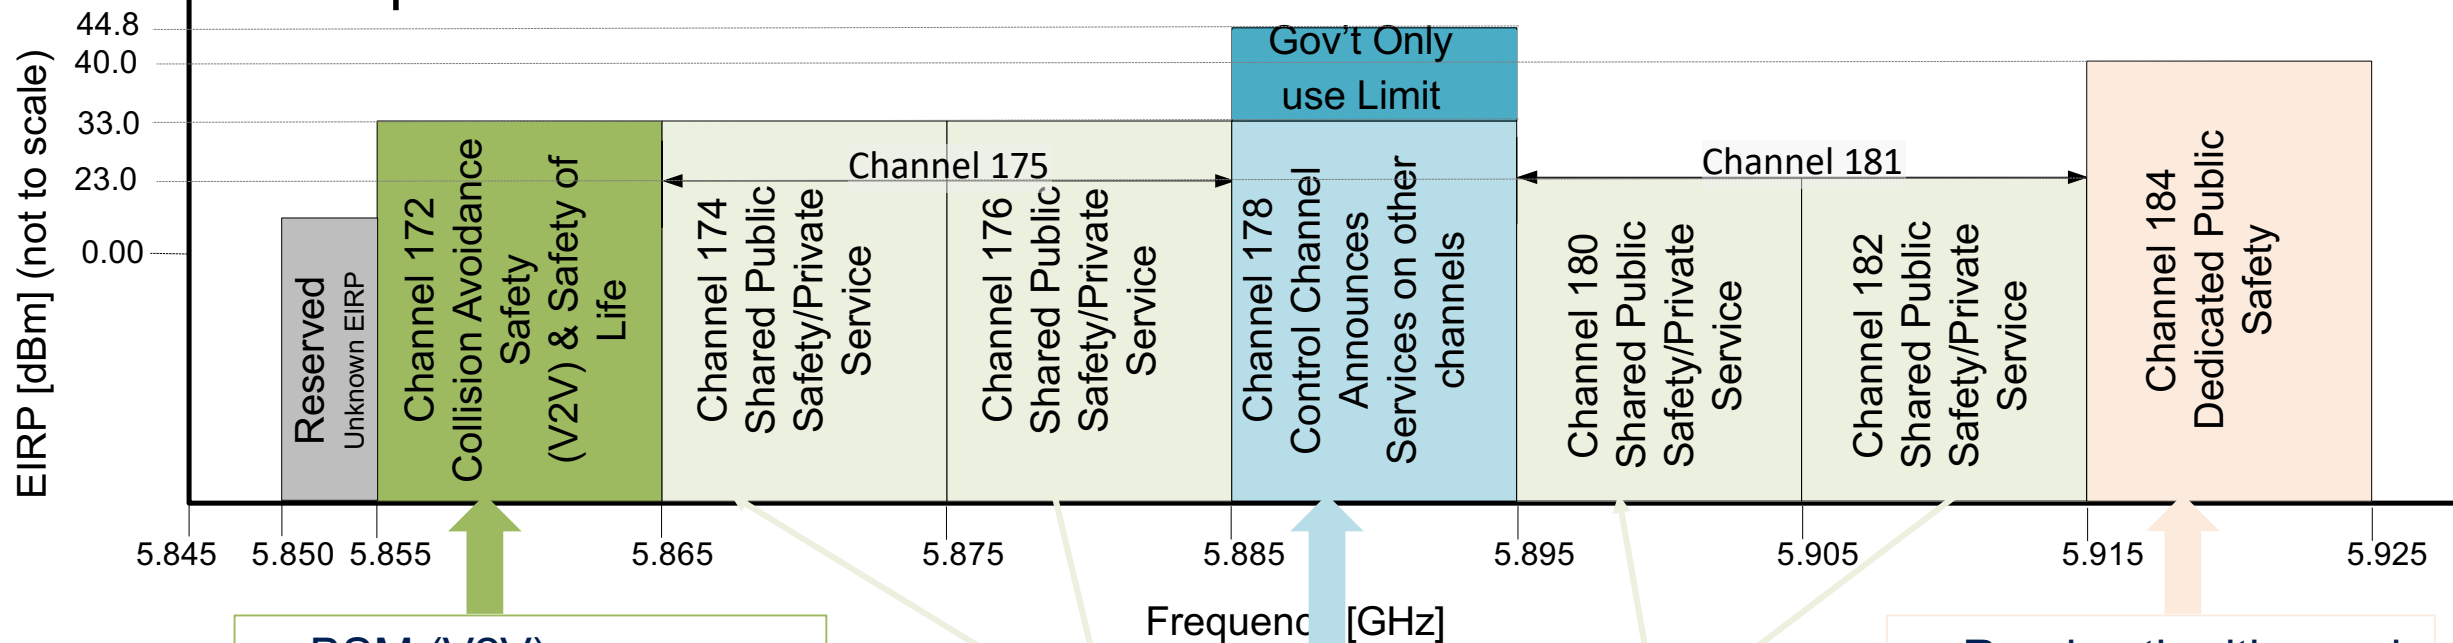 44.8
40.0
33.0
23.0
0.00
EIRP [dBm] (not to scale)
Gov't Only
use Limit
Channel 175
Channel 181
Reserved
Unknown EIRP
Channel 172
Collision Avoidance
Safety
(V2V) & Safety of
Life
Channel 174
Shared Public
Safety/Private
Service
Channel 176
Shared Public
Safety/Private
Service
Channel 178
Control Channel
Announces
Services on other
channels
Channel 180
Shared Public
Safety/Private
Service
Channel 182
Shared Public
Safety/Private
Service
Channel 184
Dedicated Public
Safety
5.845 5.850 5.855 5.865 5.875 5.885 5.895 5.905 5.915 5.925
Frequency [GHz]